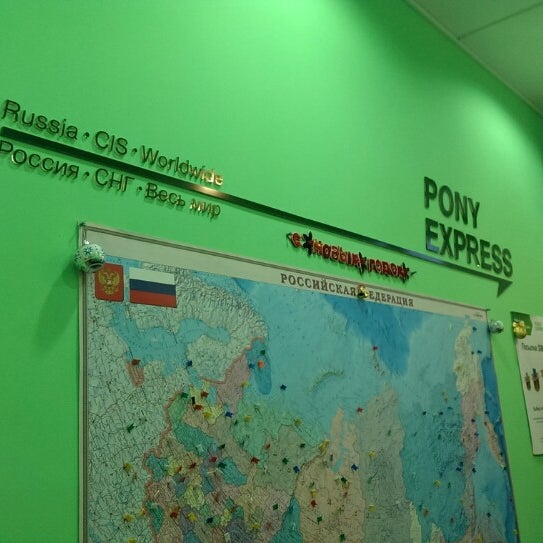 Russia · CIS · Worldwide
Россия · СНГ · Весь мир
PONY
EXPRESS
с новым годом
РОССИЙСКАЯ ФЕДЕРАЦИЯ